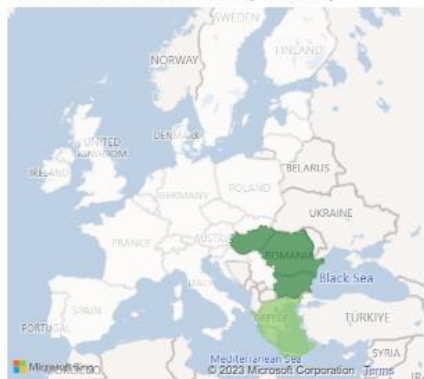 SWEDEN
FINLAND
NORWAY
UNITED
KINGDOM
DENMARK
IRELAND
BELARUS
POLAND
GERMANY
UKRAINE
FRANCE
AUSTRIA
ROMANIA
ITALY
Black Sea
SPAIN
GREECE
TÜRKIYE
SYRIA
Mediterranean Sea
Microsoft Bing
© 2023 Microsoft Corporation
Terms